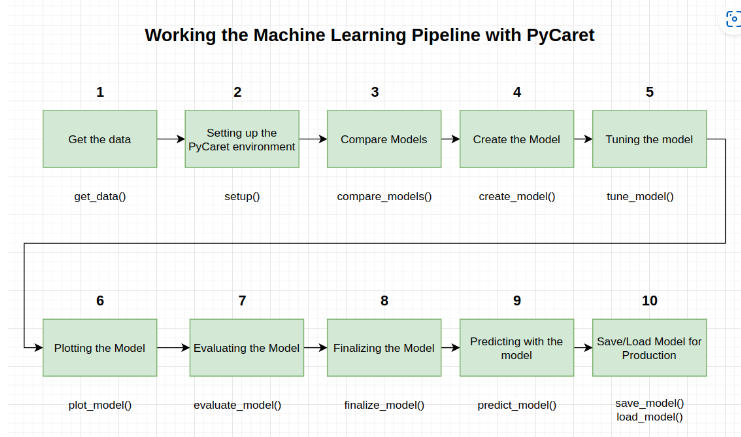 Working the Machine Learning Pipeline with PyCaret
1
2
3
4
5
Get the data
Setting up the
PyCaret environment
Compare Models
Create the Model
Tuning the model
get_data()
setup()
compare_models()
create_model()
tune_model()
6
7
8
9
10
Plotting the Model
Evaluating the Model
Finalizing the Model
Predicting with the
model
Save/Load Model for
Production
plot_model()
evaluate_model()
finalize_model()
predict_model()
save_model()
load_model()